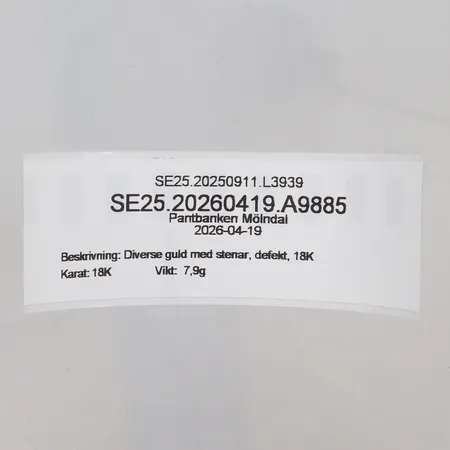 SE25.20250911.L3939
SE25.20260419.A9885
Pantbanken Mölndal
2026-04-19
Beskrivning: Diverse guld med stenar, defekt, 18K
Karat: 18K Vikt: 7,9g